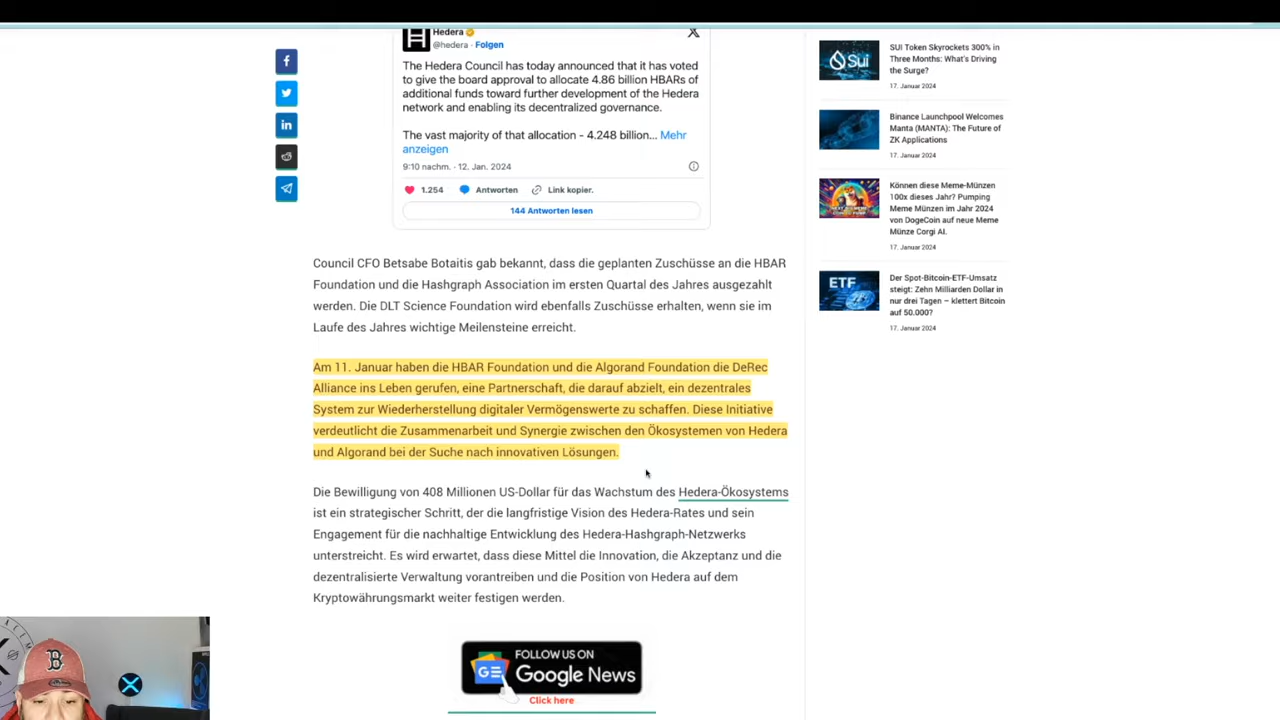 Hedera
@hedera · Folgen
The Hedera Council has today announced that it has voted
to give the board approval to allocate 4.86 billion HBARs of
additional funds toward further development of the Hedera
network and enabling its decentralized governance.
The vast majority of that allocation - 4.248 billion... Mehr
anzeigen
9:10 nachm. · 12. Jan. 2024
1.254 Antworten Link kopier.
144 Antworten lesen
Council CFO Betsabe Botaitis gab bekannt, dass die geplanten Zuschüsse an die HBAR
Foundation und die Hashgraph Association im ersten Quartal des Jahres ausgezahlt
werden. Die DLT Science Foundation wird ebenfalls Zuschüsse erhalten, wenn sie im
Laufe des Jahres wichtige Meilensteine erreicht.
Am 11. Januar haben die HBAR Foundation und die Algorand Foundation die DeRec
Alliance ins Leben gerufen, eine Partnerschaft, die darauf abzielt, ein dezentrales
System zur Wiederherstellung digitaler Vermögenswerte zu schaffen. Diese Initiative
verdeutlicht die Zusammenarbeit und Synergie zwischen den Ökosystemen von Hedera
und Algorand bei der Suche nach innovativen Lösungen.
Die Bewilligung von 408 Millionen US-Dollar für das Wachstum des Hedera-Ökosystems
ist ein strategischer Schritt, der die langfristige Vision des Hedera-Rates und sein
Engagement für die nachhaltige Entwicklung des Hedera-Hashgraph-Netzwerks
unterstreicht. Es wird erwartet, dass diese Mittel die Innovation, die Akzeptanz und die
dezentralisierte Verwaltung vorantreiben und die Position von Hedera auf dem
Kryptowährungsmarkt weiter festigen werden.
FOLLOW US ON
Google News
Click here
Sui
SUI Token Skyrockets 300% in
Three Months: What's Driving
the Surge?
17. Januar 2024
Binance Launchpool Welcomes
Manta (MANTA): The Future of
ZK Applications
17. Januar 2024
Können diese Meme-Münzen
100x dieses Jahr? Pumping
Meme Münzen im Jahr 2024
von DogeCoin auf neue Meme
Münze Corgi AI.
17. Januar 2024
ETF
Der Spot-Bitcoin-ETF-Umsatz
steigt: Zehn Milliarden Dollar in
nur drei Tagen – klettert Bitcoin
auf 50.000?
17. Januar 2024